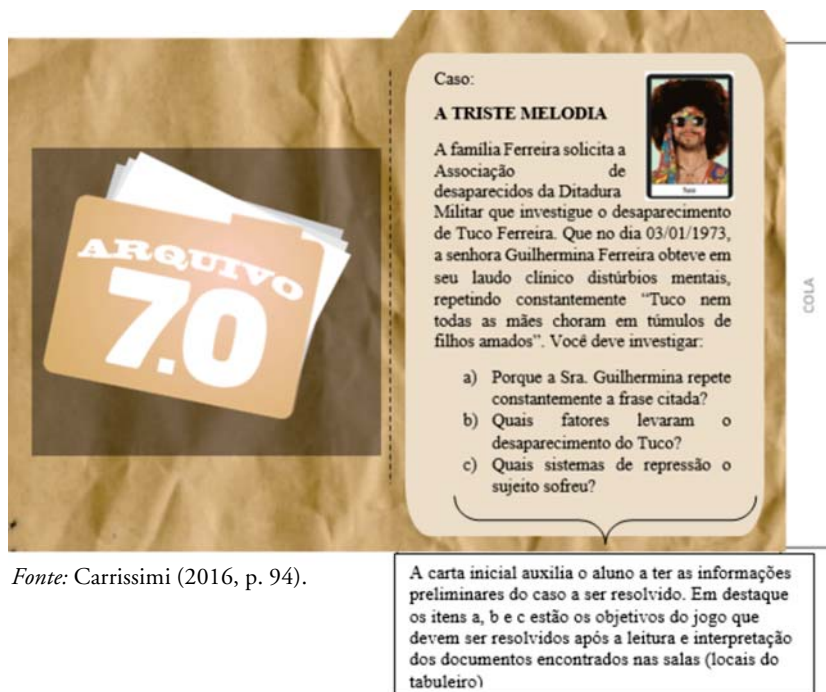 ARQUIVO
7.0
Caso:
A TRISTE MELODIA
A família Ferreira solicita a
Associação de
desaparecidos da Ditadura
Militar que investigue o desaparecimento
de Tuco Ferreira. Que no dia 03/01/1973,
a senhora Guilhermina Ferreira obteve em
seu laudo clínico distúrbios mentais,
repetindo constantemente “Tuco nem
todas as mães choram em túmulos de
filhos amados”. Você deve investigar:
a) Porque a Sra. Guilhermina repete
constantemente a frase citada?
b) Quais fatores levaram o
desaparecimento do Tuco?
c) Quais sistemas de repressão o
sujeito sofreu?
COLA
Fonte: Carrissimi (2016, p. 94).
A carta inicial auxilia o aluno a ter as informações
preliminares do caso a ser resolvido. Em destaque
os itens a, b e c estão os objetivos do jogo que
devem ser resolvidos após a leitura e interpretação
dos documentos encontrados nas salas (locais do
tabuleiro)